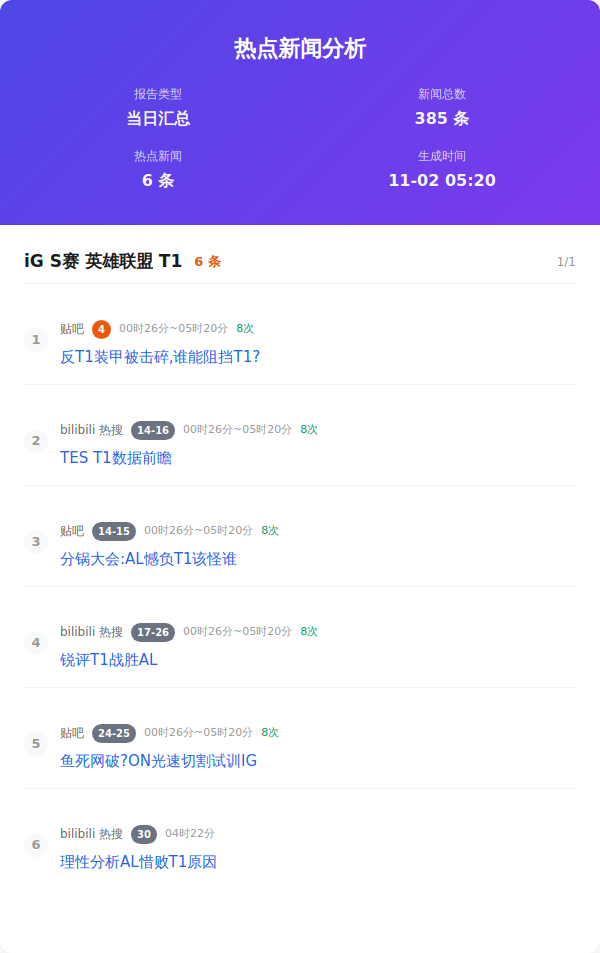 热点新闻分析
报告类型
当日汇总
新闻总数
385 条
热点新闻
6 条
生成时间
11-02 05:20
iG S赛 英雄联盟 T1 6 条 1/1
1
贴吧 4 00时26分~05时20分 8次
反T1装甲被击碎,谁能阻挡T1?
2
bilibili 热搜 14-16 00时26分~05时20分 8次
TES T1数据前瞻
3
贴吧 14-15 00时26分~05时20分 8次
分锅大会:AL憾负T1该怪谁
4
bilibili 热搜 17-26 00时26分~05时20分 8次
锐评T1战胜AL
5
贴吧 24-25 00时26分~05时20分 8次
鱼死网破?ON光速切割试训IG
6
bilibili 热搜 30 04时22分
理性分析AL惜败T1原因